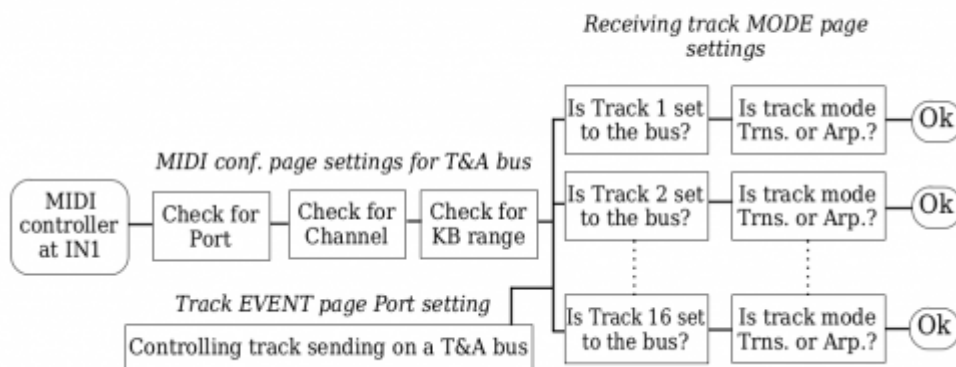 Receiving track MODE page
settings
Is Track 1 set
to the bus?
Is track mode
Trns. or Arp.?
Ok
MIDI conf. page settings for T&A bus
MIDI
controller
at IN1
Check for
Port
Check for
Channel
Check for
KB range
Is Track 2 set
to the bus?
Is track mode
Trns. or Arp.?
Ok
Track EVENT page Port setting
Controlling track sending on a T&A bus
Is Track 16 set
to the bus?
Is track mode
Trns. or Arp.?
Ok